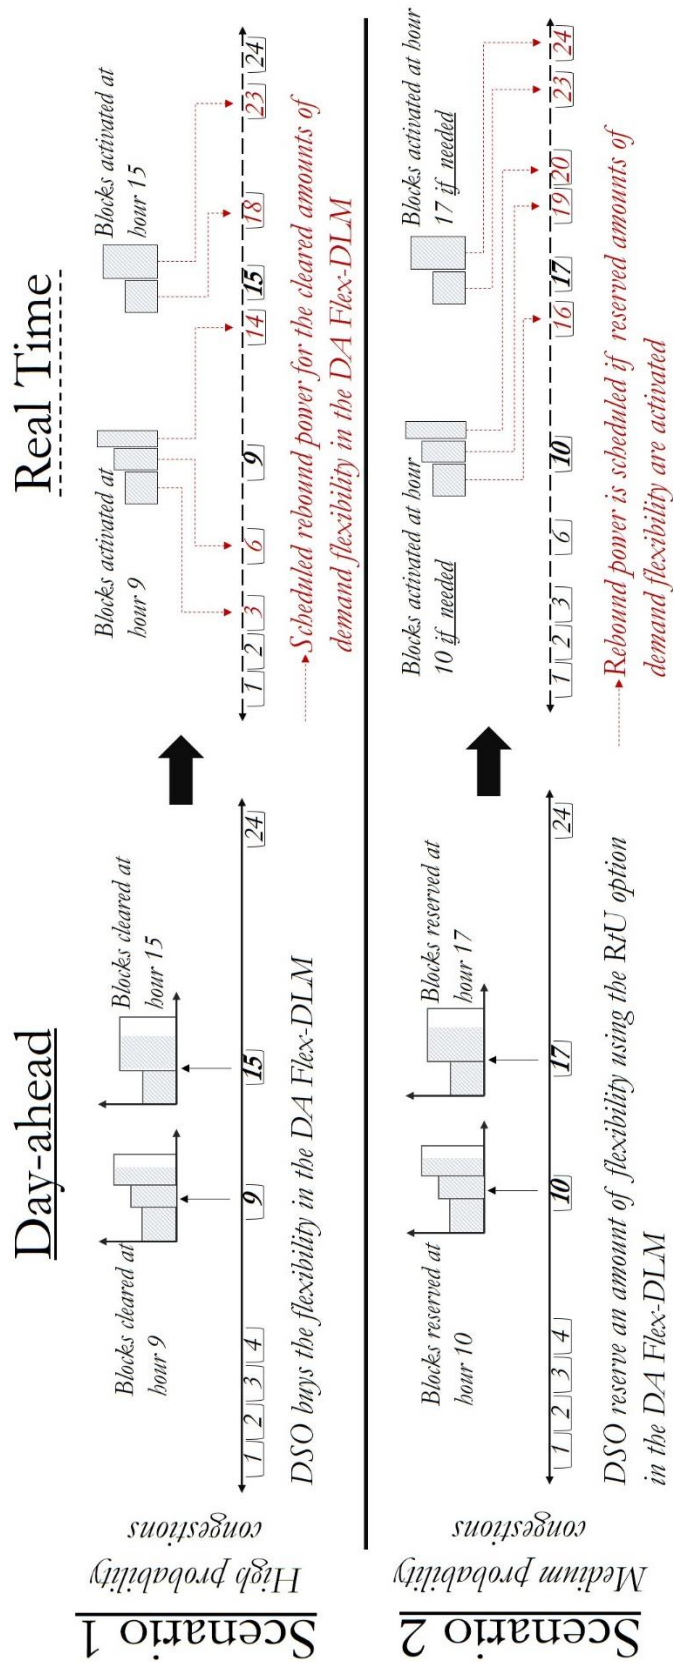 Day-ahead
Real Time
Scenario 1
High probability
congestions
Blocks cleared at
hour 9
Blocks cleared at
hour 15
1 2 3 4 9 15 24
DSO buys the flexibility in the DA Flex-DLM
Blocks activated at
hour 9
Blocks activated at
hour 15
1 2 3 6 9 14 15 18 23 24
Scheduled rebound power for the cleared amounts of
demand flexibility in the DA Flex-DLM
Scenario 2
Medium probability
congestions
Blocks reserved at
hour 10
Blocks reserved at
hour 17
1 2 3 4 10 17 24
DSO reserve an amount of flexibility using the RtU option
in the DA Flex-DLM
Blocks activated at hour
10 if needed
Blocks activated at hour
17 if needed
1 2 3 6 10 16 17 19 20 23 24
Rebound power is scheduled if reserved amounts of
demand flexibility are activated